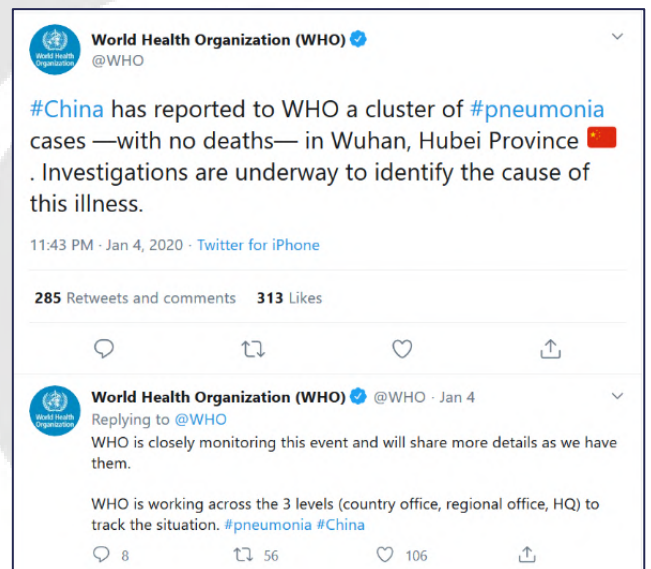 World Health Organization (WHO)
@WHO
#China has reported to WHO a cluster of #pneumonia
cases —with no deaths— in Wuhan, Hubei Province 🇨🇳
. Investigations are underway to identify the cause of
this illness.
11:43 PM · Jan 4, 2020 · Twitter for iPhone
285 Retweets and comments 313 Likes
World Health Organization (WHO) @WHO · Jan 4
Replying to @WHO
WHO is closely monitoring this event and will share more details as we have
them.
WHO is working across the 3 levels (country office, regional office, HQ) to
track the situation. #pneumonia #China
8 56 106